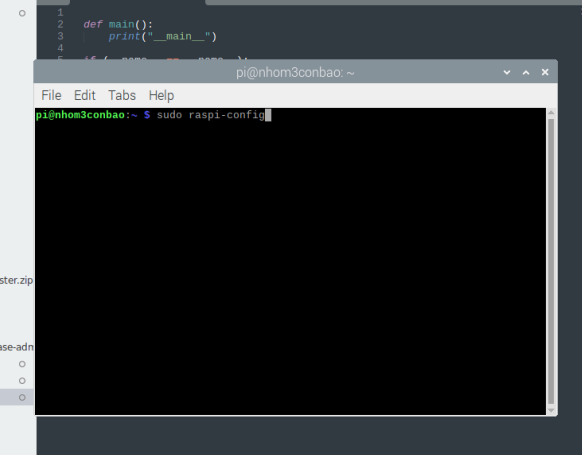 1
2 def main():
3 print("__main__")
4
pi@nhom3conbao: ~
File Edit Tabs Help
pi@nhom3conbao:~ $ sudo raspi-config
ster.zip
ase-adm